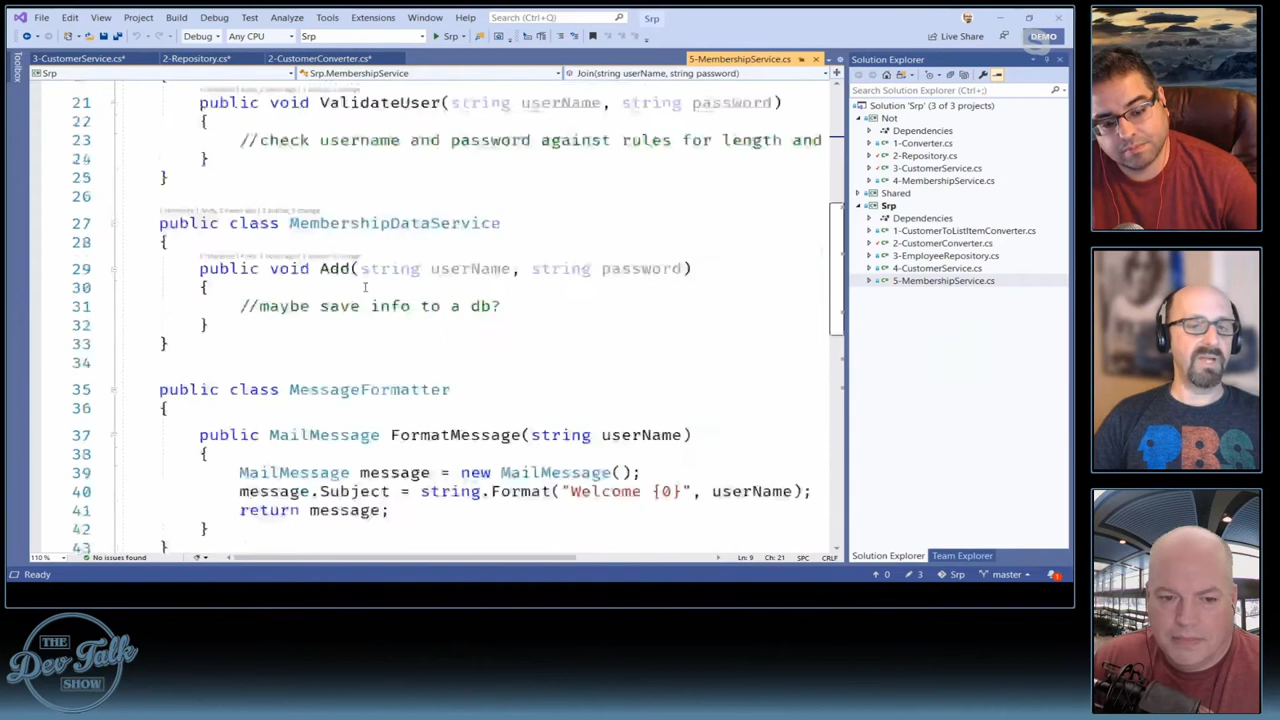 File Edit View Project Build Debug Test Analyze Tools Extensions Window Help Search (Ctrl+Q) Srp
Debug Any CPU Srp Srp Live Share DEMO
3-CustomerService.cs* 2-Repository.cs* 2-CustomerConverter.cs* 5-MembershipService.cs
Toolbox
Srp Srp.MembershipService Join(string userName, string password)
21 public void ValidateUser(string userName, string password)
22 {
23 //check username and password against rules for length and
24 }
25 }
26
27 public class MembershipDataService
28 {
29 public void Add(string userName, string password)
30 {
31 //maybe save info to a db?
32 }
33 }
34
35 public class MessageFormatter
36 {
37 public MailMessage FormatMessage(string userName)
38 {
39 MailMessage message = new MailMessage();
40 message.Subject = string.Format("Welcome {0}", userName);
41 return message;
42 }
43 }
110 % No issues found Ln: 9 Ch: 21 SPC CRLF
Solution Explorer
Search Solution Explorer (Ctrl+;)
Solution 'Srp' (3 of 3 projects)
Not
Dependencies
1-Converter.cs
2-Repository.cs
3-CustomerService.cs
4-MembershipService.cs
Shared
Srp
Dependencies
1-CustomerToListItemConverter.cs
2-CustomerConverter.cs
3-EmployeeRepository.cs
4-CustomerService.cs
5-MembershipService.cs
Solution Explorer Team Explorer
Ready 0 3 Srp master 1
PBS
THE
Dev Talk
SHOW